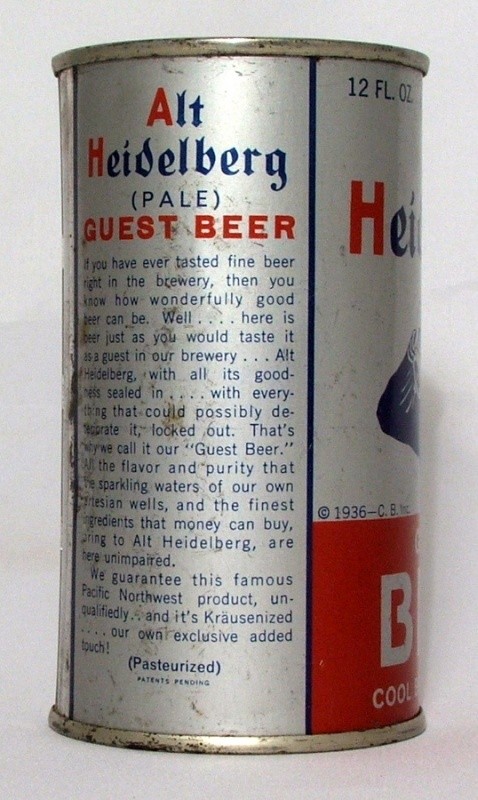 Alt
Heidelberg
(PALE)
GUEST BEER
If you have ever tasted fine beer
right in the brewery, then you
know how wonderfully good
beer can be. Well .... here is
beer just as you would taste it
as a guest in our brewery ... Alt
Heidelberg, with all its good-
ness sealed in .... with every-
thing that could possibly de-
teriorate it, locked out. That's
why we call it our "Guest Beer."
All the flavor and purity that
the sparkling waters of our own
artesian wells, and the finest
ingredients that money can buy,
bring to Alt Heidelberg, are
here unimpaired.
We guarantee this famous
Pacific Northwest product, un-
qualifiedly.. and it's Kräusenized
.... our own exclusive added
touch!
(Pasteurized)
PATENTS PENDING
12 FL. OZ.
Hei
© 1936—C. B. Inc.
B
COOL